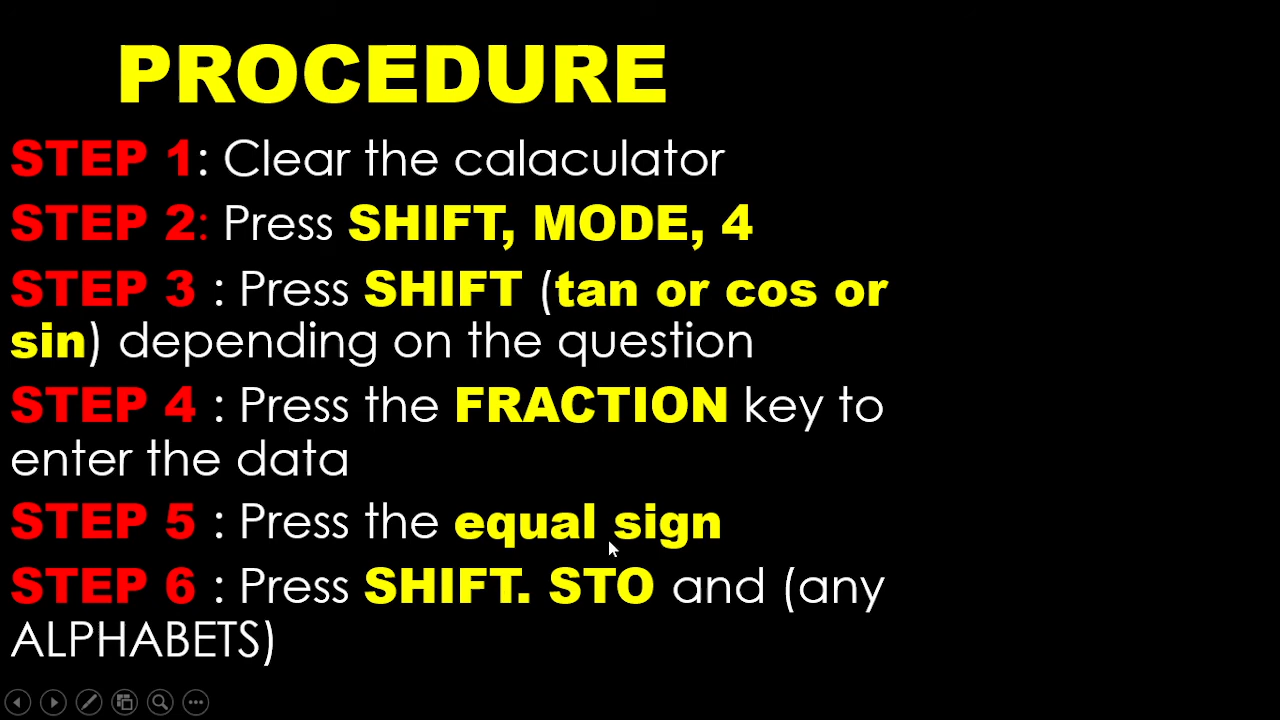 PROCEDURE
STEP 1: Clear the calaculator
STEP 2: Press SHIFT, MODE, 4
STEP 3 : Press SHIFT (tan or cos or
sin) depending on the question
STEP 4 : Press the FRACTION key to
enter the data
STEP 5 : Press the equal sign
STEP 6 : Press SHIFT. STO and (any
ALPHABETS)